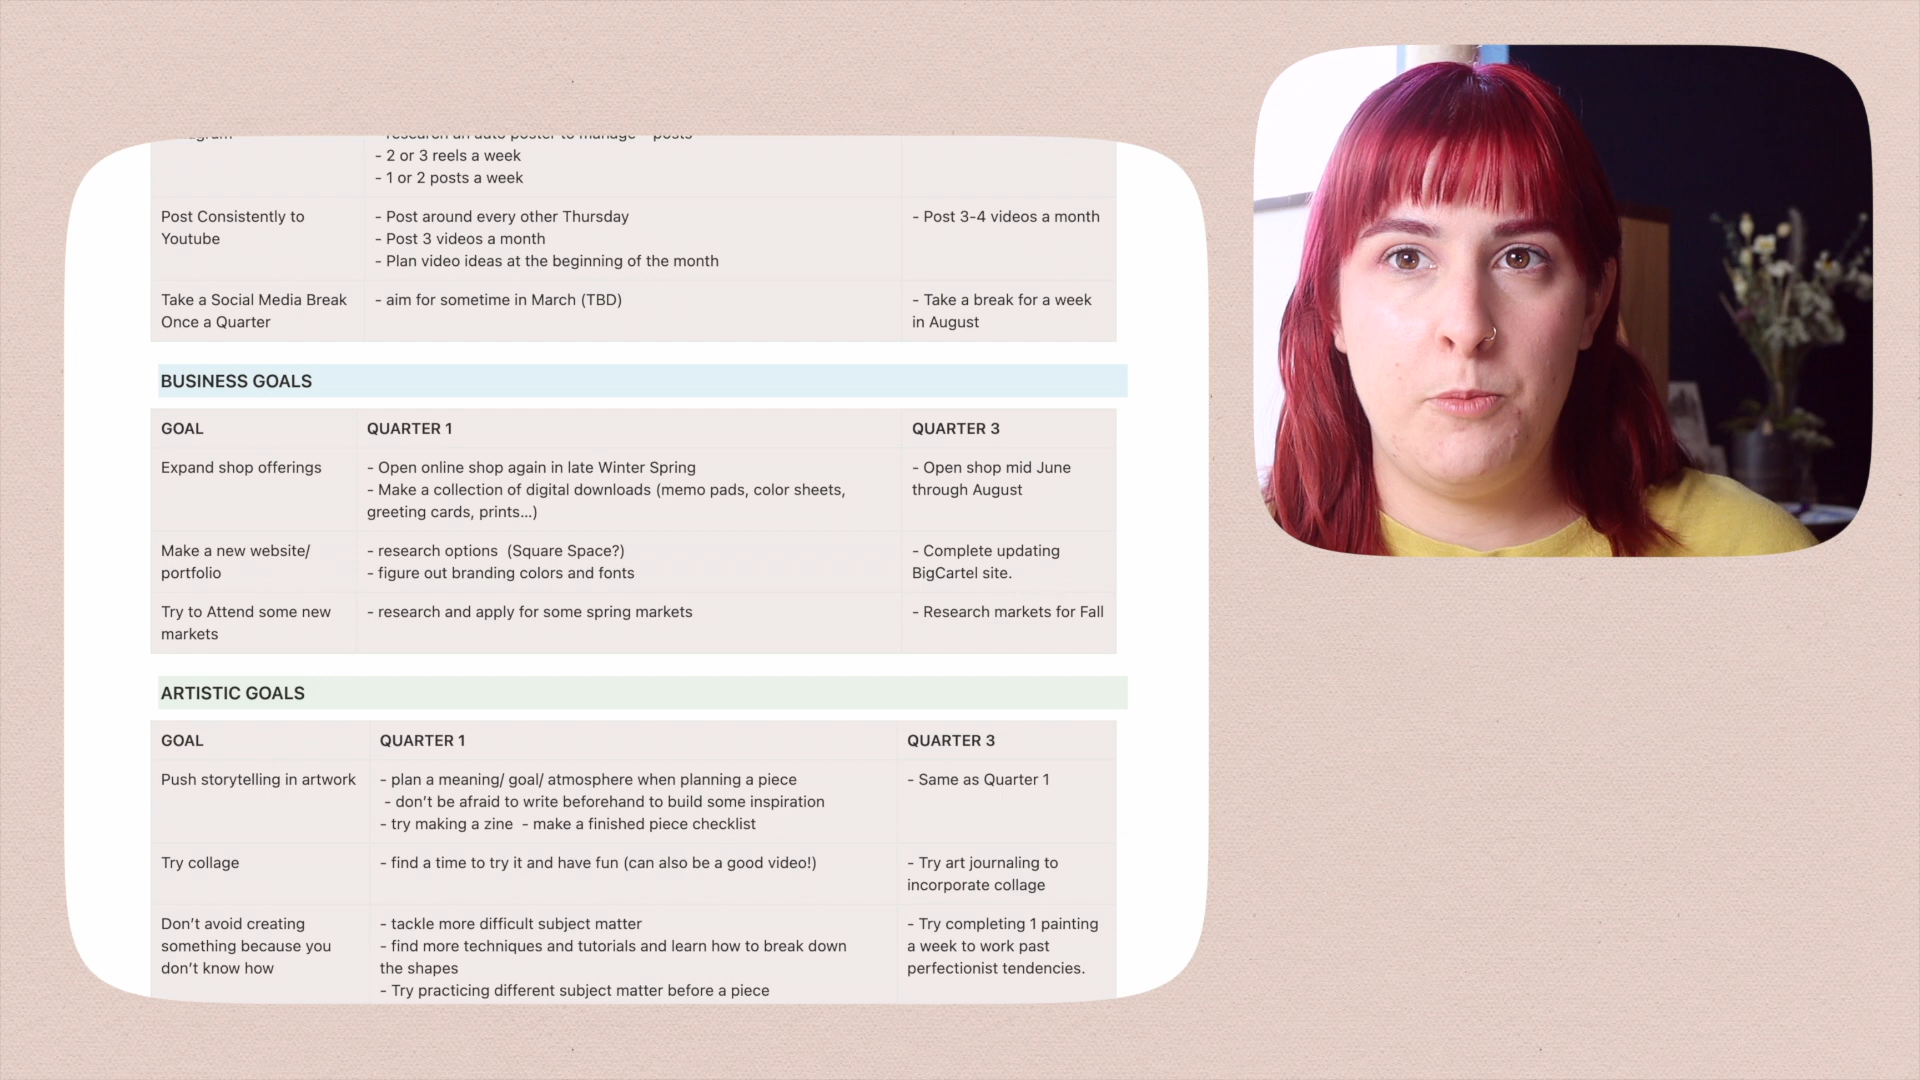 - research an auto poster to manage posts
- 2 or 3 reels a week
- 1 or 2 posts a week
Post Consistently to
Youtube
- Post around every other Thursday
- Post 3 videos a month
- Plan video ideas at the beginning of the month
- Post 3-4 videos a month
Take a Social Media Break
Once a Quarter
- aim for sometime in March (TBD)
- Take a break for a week
in August
BUSINESS GOALS
GOAL
QUARTER 1
QUARTER 3
Expand shop offerings
- Open online shop again in late Winter Spring
- Make a collection of digital downloads (memo pads, color sheets,
greeting cards, prints...)
- Open shop mid June
through August
Make a new website/
portfolio
- research options  (Square Space?)
- figure out branding colors and fonts
- Complete updating
BigCartel site.
Try to Attend some new
markets
- research and apply for some spring markets
- Research markets for Fall
ARTISTIC GOALS
GOAL
QUARTER 1
QUARTER 3
Push storytelling in artwork
- plan a meaning/ goal/ atmosphere when planning a piece
- don't be afraid to write beforehand to build some inspiration
- try making a zine  - make a finished piece checklist
- Same as Quarter 1
Try collage
- find a time to try it and have fun (can also be a good video!)
- Try art journaling to
incorporate collage
Don't avoid creating
something because you
don't know how
- tackle more difficult subject matter
- find more techniques and tutorials and learn how to break down
the shapes
- Try practicing different subject matter before a piece
- Try completing 1 painting
a week to work past
perfectionist tendencies.